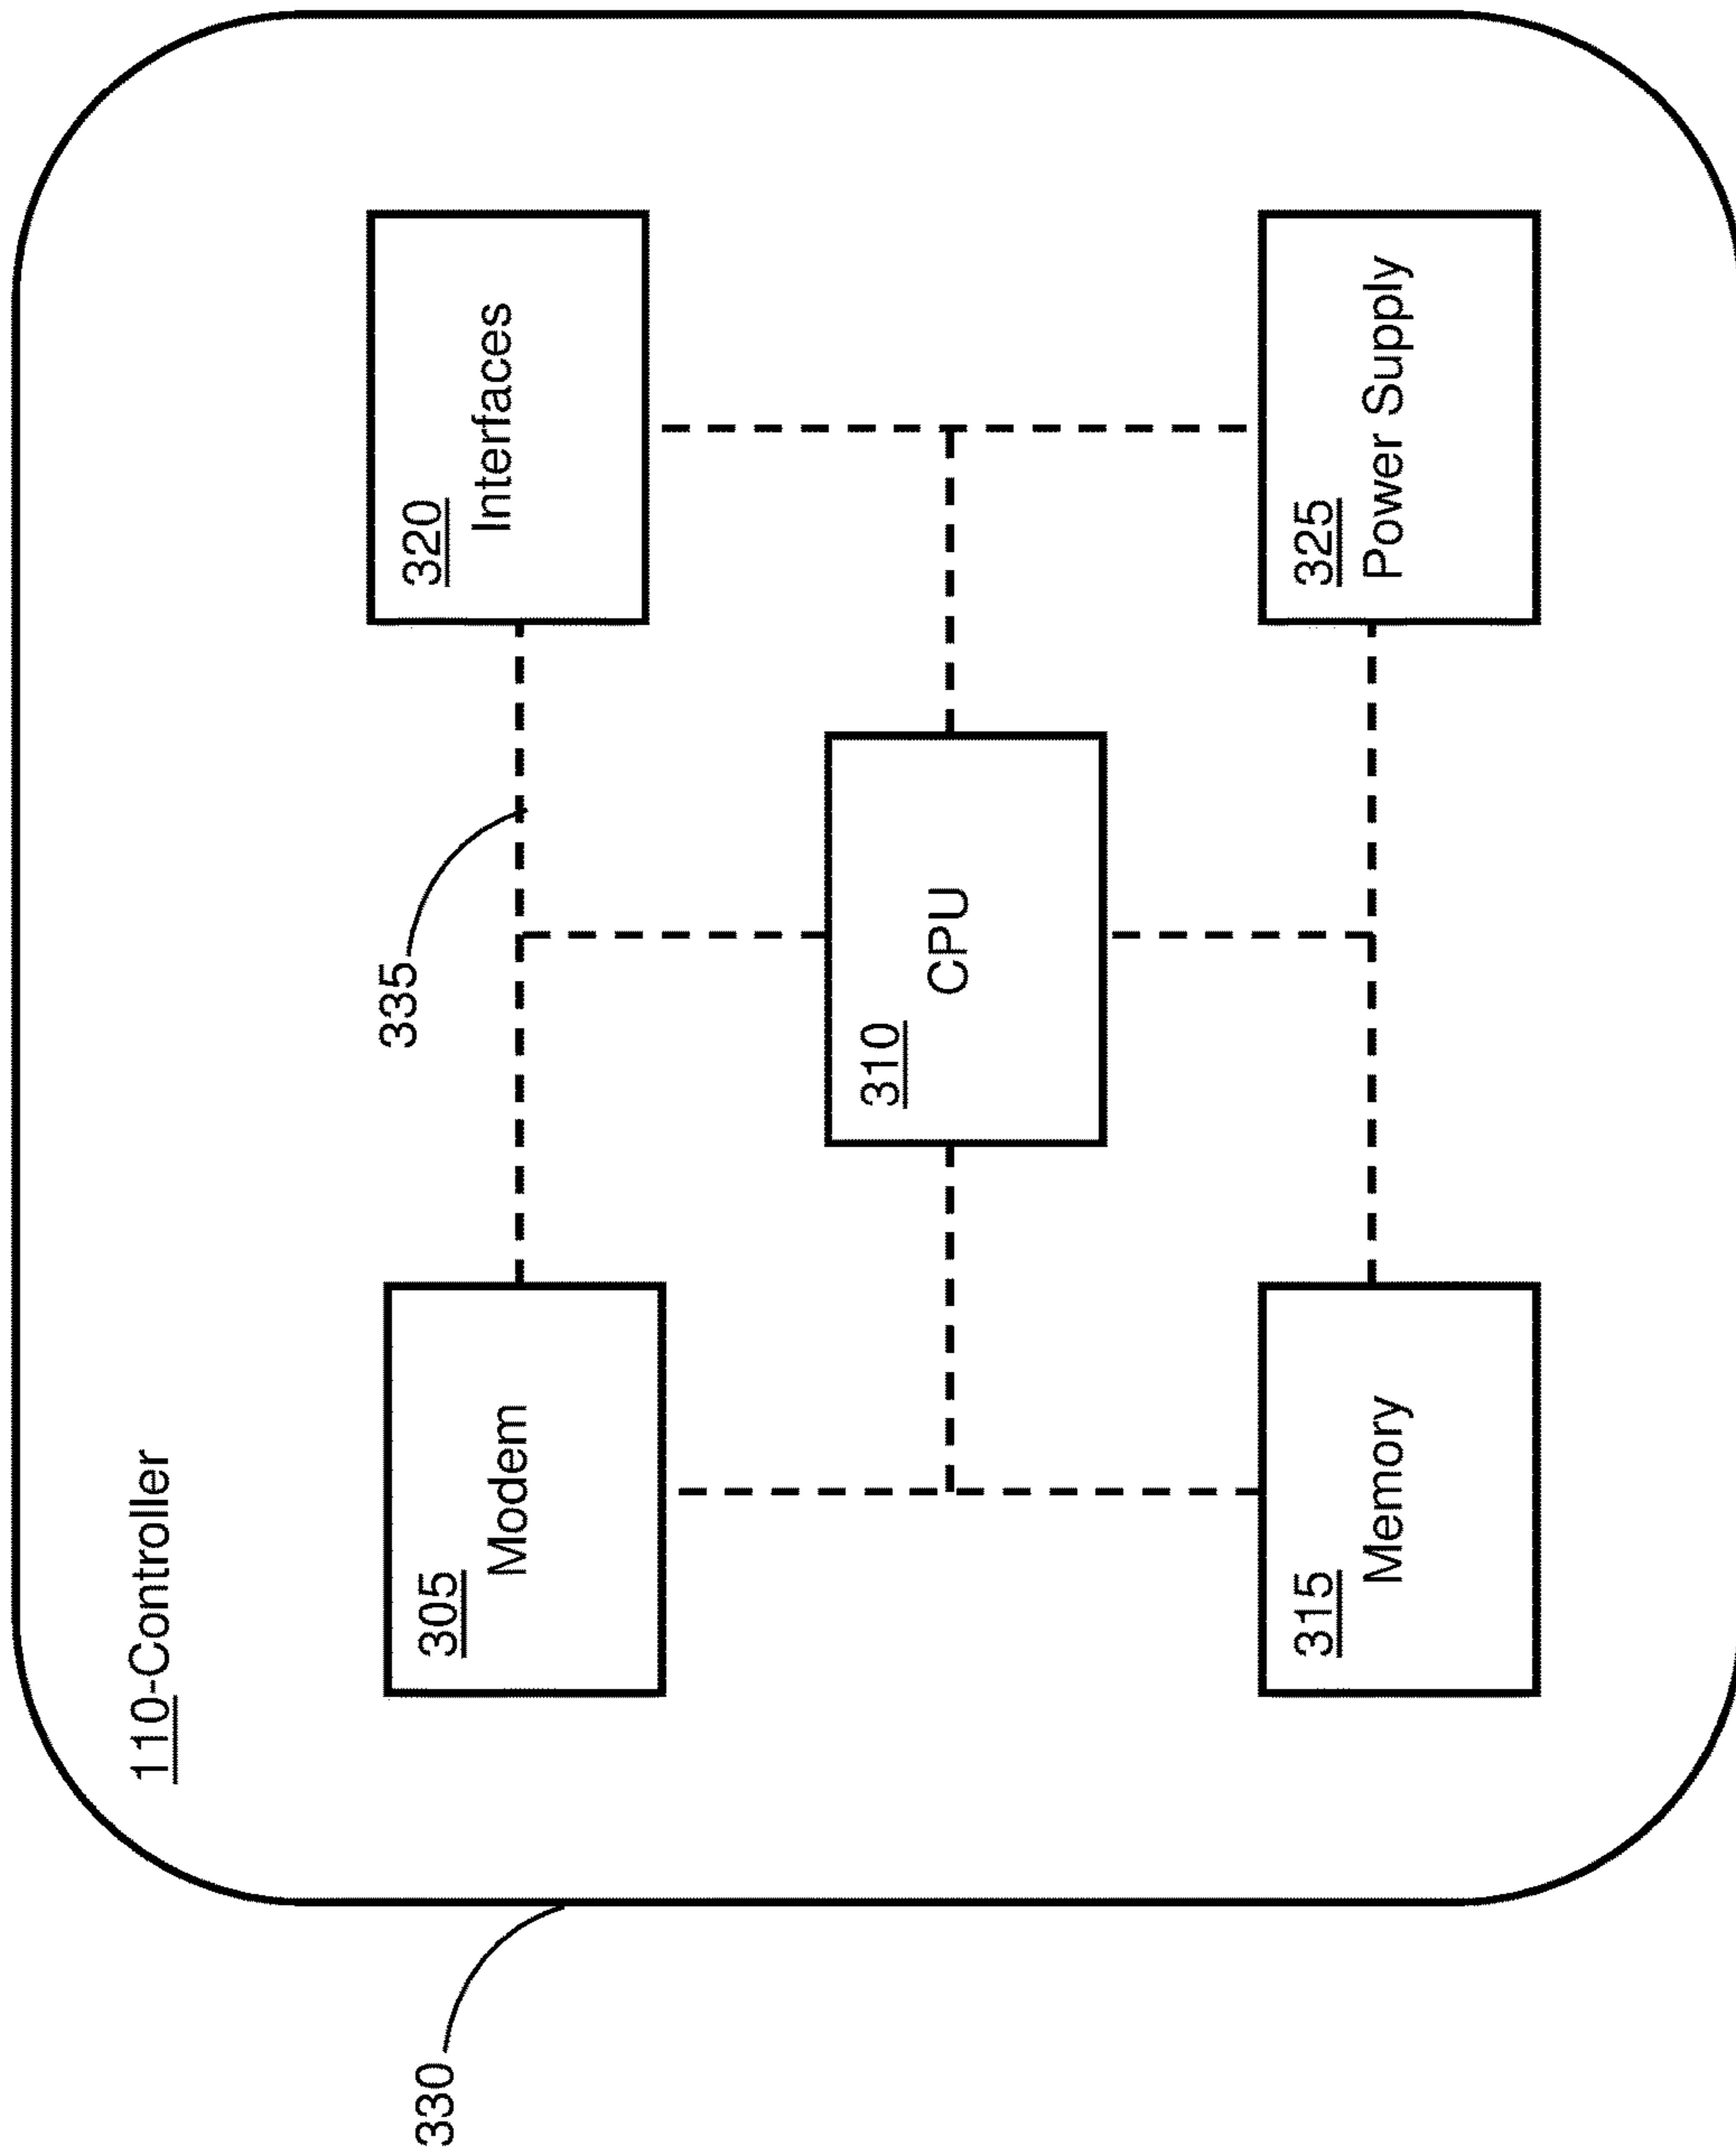 110-Controller
305
Modem
335
320
Interfaces
310
CPU
315
Memory
325
Power Supply
330